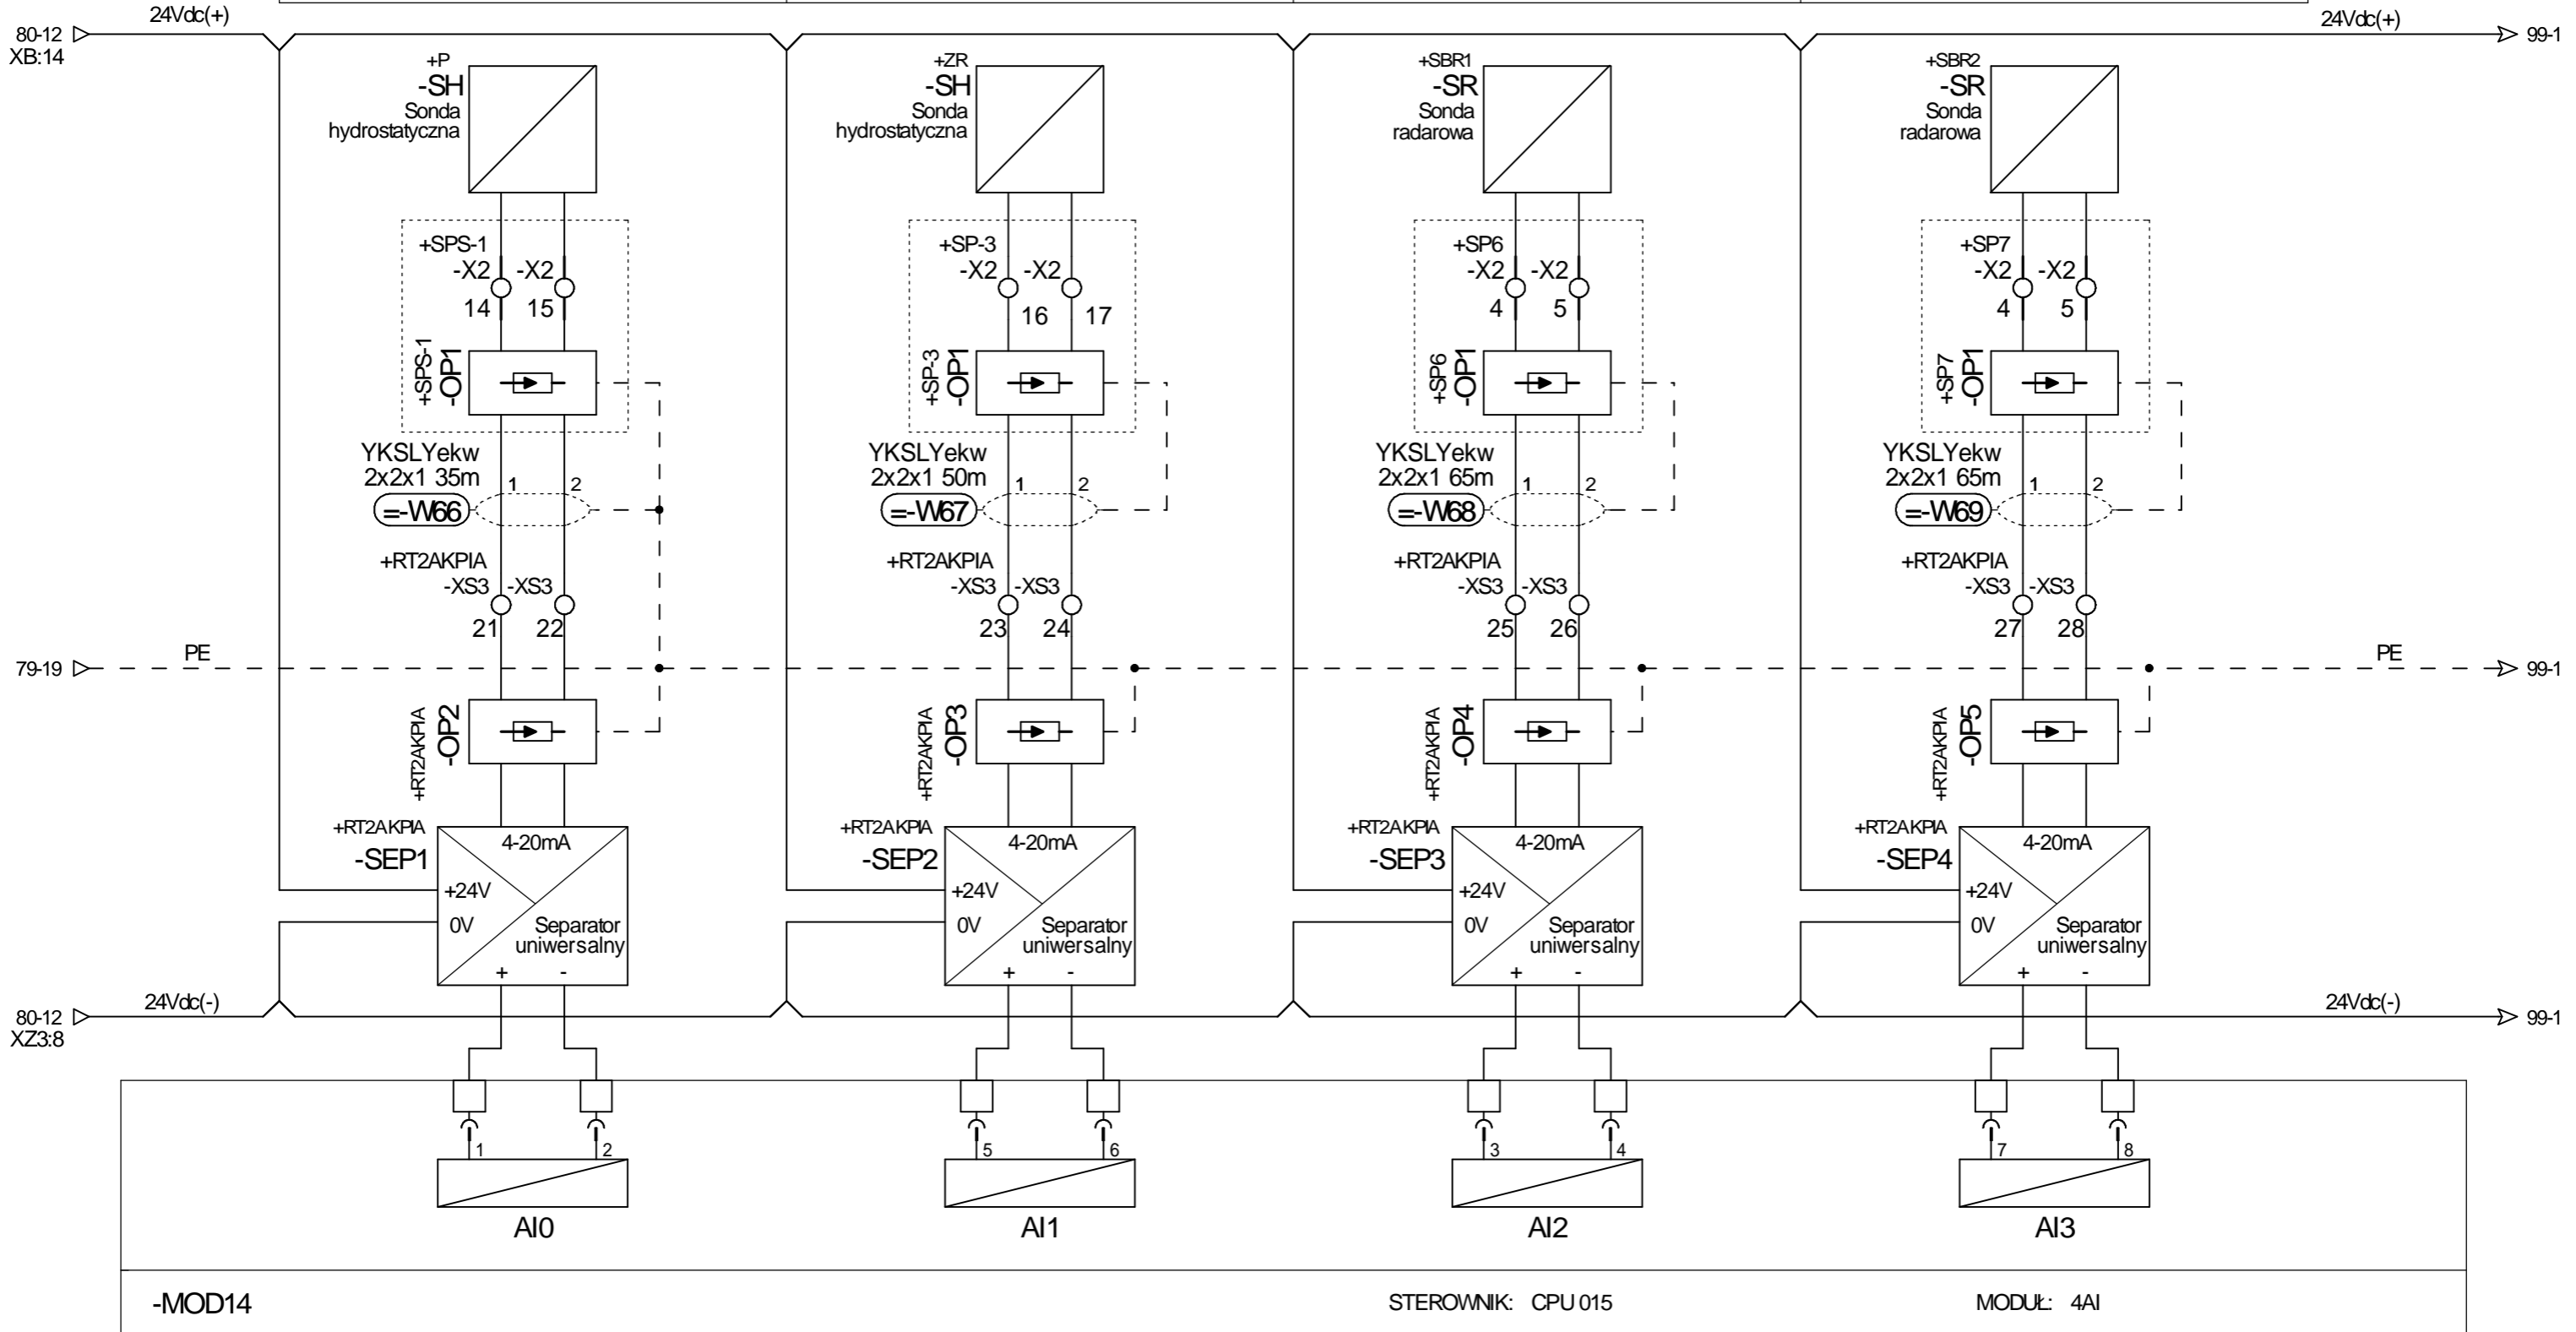 24Vdc(+)
24Vdc(+)
80-12
XB:14
99-1
+P
-SH
Sonda
hydrostatyczna
+ZR
-SH
Sonda
hydrostatyczna
+SBR1
-SR
Sonda
radarowa
+SBR2
-SR
Sonda
radarowa
+SPS-1
-X2 -X2
14 15
+SP-3
-X2 -X2
16 17
+SP6
-X2 -X2
4 5
+SP7
-X2 -X2
4 5
+SPS-1
-OP1
+SP-3
-OP1
+SP6
-OP1
+SP7
-OP1
YKSLYekw
2x2x1 35m
1 2
=-W66
YKSLYekw
2x2x1 50m
1 2
=-W67
YKSLYekw
2x2x1 65m
1 2
=-W68
YKSLYekw
2x2x1 65m
1 2
=-W69
+RT2AKPIA
-XS3 -XS3
21 22
+RT2AKPIA
-XS3 -XS3
23 24
+RT2AKPIA
-XS3 -XS3
25 26
+RT2AKPIA
-XS3 -XS3
27 28
79-19
PE
PE
99-1
+RT2AKPIA
-OP2
+RT2AKPIA
-OP3
+RT2AKPIA
-OP4
+RT2AKPIA
-OP5
+RT2AKPIA
-SEP1
4-20mA
+24V
0V
Separator
uniwersalny
+ -
+RT2AKPIA
-SEP2
4-20mA
+24V
0V
Separator
uniwersalny
+ -
+RT2AKPIA
-SEP3
4-20mA
+24V
0V
Separator
uniwersalny
+ -
+RT2AKPIA
-SEP4
4-20mA
+24V
0V
Separator
uniwersalny
+ -
24Vdc(-)
24Vdc(-)
80-12
XZ3:8
99-1
1 2
5 6
3 4
7 8
AI0
AI1
AI2
AI3
-MOD14
STEROWNIK: CPU 015
MODUŁ: 4AI